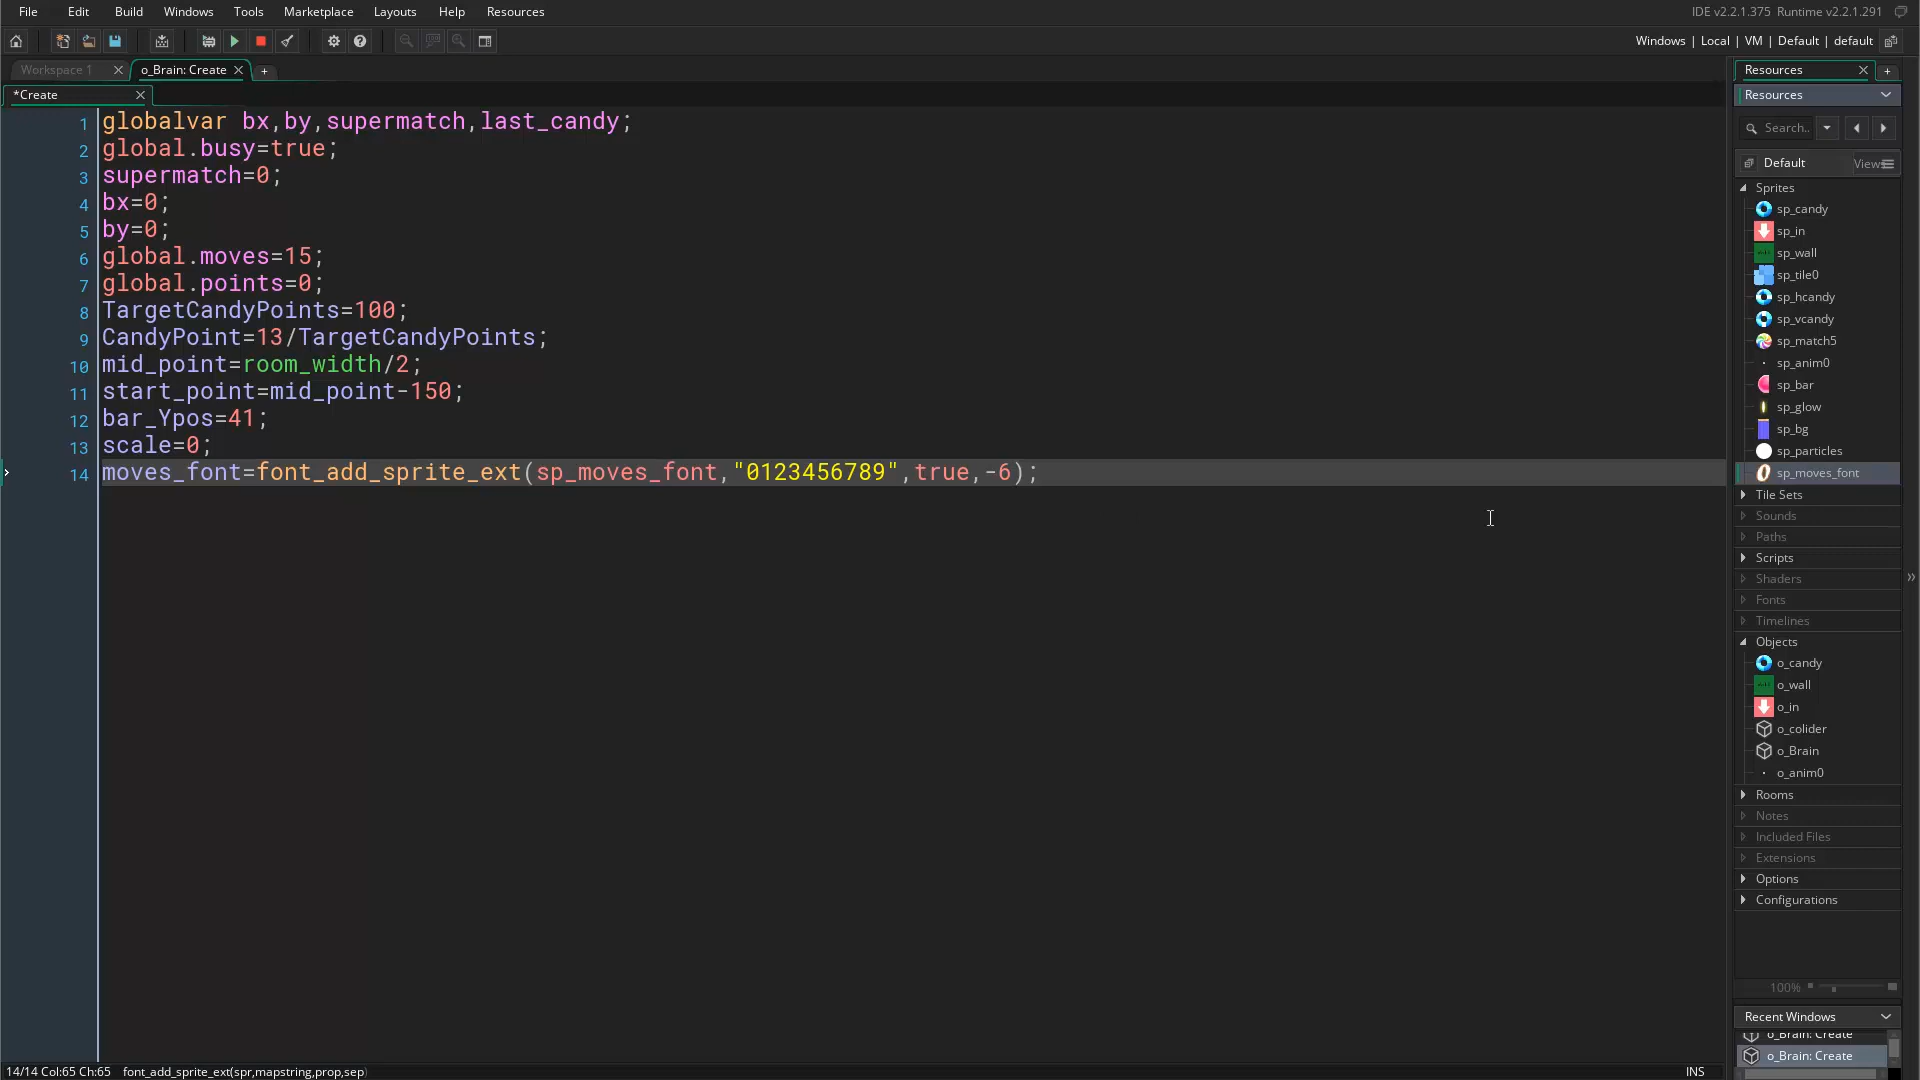 File Edit Build Windows Tools Marketplace Layouts Help Resources IDE v2.2.1.375 Runtime v2.2.1.291
Windows | Local | VM | Default | default
Workspace 1 o_Brain: Create
*Create
1 globalvar bx,by,supermatch,last_candy;
2 global.busy=true;
3 supermatch=0;
4 bx=0;
5 by=0;
6 global.moves=15;
7 global.points=0;
8 TargetCandyPoints=100;
9 CandyPoint=13/TargetCandyPoints;
10 mid_point=room_width/2;
11 start_point=mid_point-150;
12 bar_Ypos=41;
13 scale=0;
14 moves_font=font_add_sprite_ext(sp_moves_font,"0123456789",true,-6);
14/14 Col:65 Ch:65 font_add_sprite_ext(spr,mapstring,prop,sep) INS
Resources
Resources
Search..
Default View
Sprites
sp_candy
sp_in
sp_wall
sp_tile0
sp_hcandy
sp_vcandy
sp_match5
sp_anim0
sp_bar
sp_glow
sp_bg
sp_particles
sp_moves_font
Tile Sets
Sounds
Paths
Scripts
Shaders
Fonts
Timelines
Objects
o_candy
o_wall
o_in
o_colider
o_Brain
o_anim0
Rooms
Notes
Included Files
Extensions
Options
Configurations
100%
Recent Windows
o_Brain: Create
o_Brain: Create